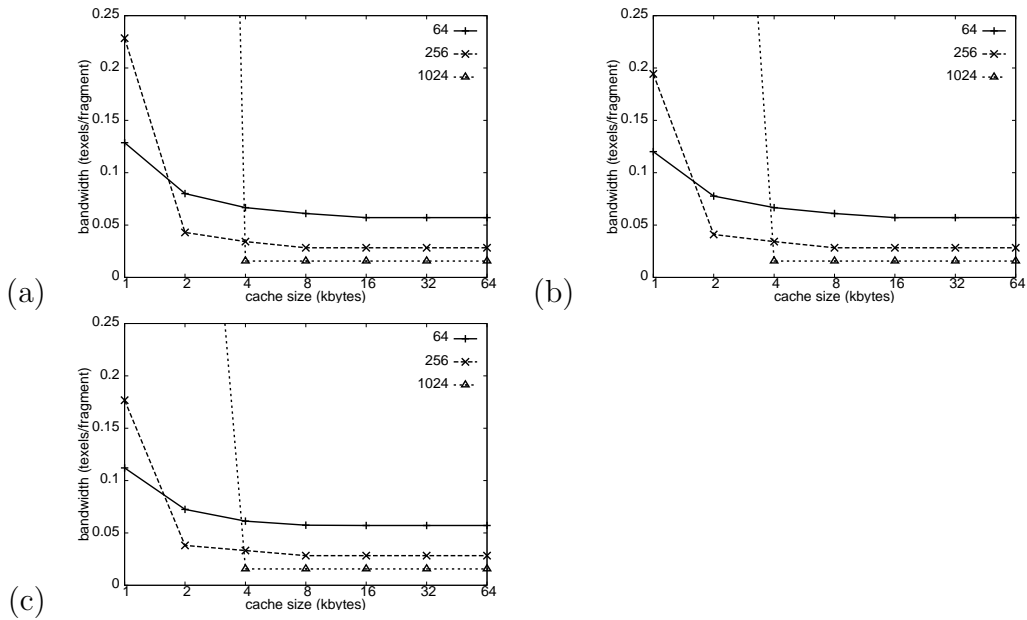 0.25
64
0.2
256
1024
0.15
0.1
0.05
0
bandwidth (texels/fragment)
1 2 4 8 16 32 64
cache size (kbytes)
(a)
0.25
64
0.2
256
1024
0.15
0.1
0.05
0
bandwidth (texels/fragment)
1 2 4 8 16 32 64
cache size (kbytes)
(b)
0.25
64
0.2
256
1024
0.15
0.1
0.05
0
bandwidth (texels/fragment)
1 2 4 8 16 32 64
cache size (kbytes)
(c)